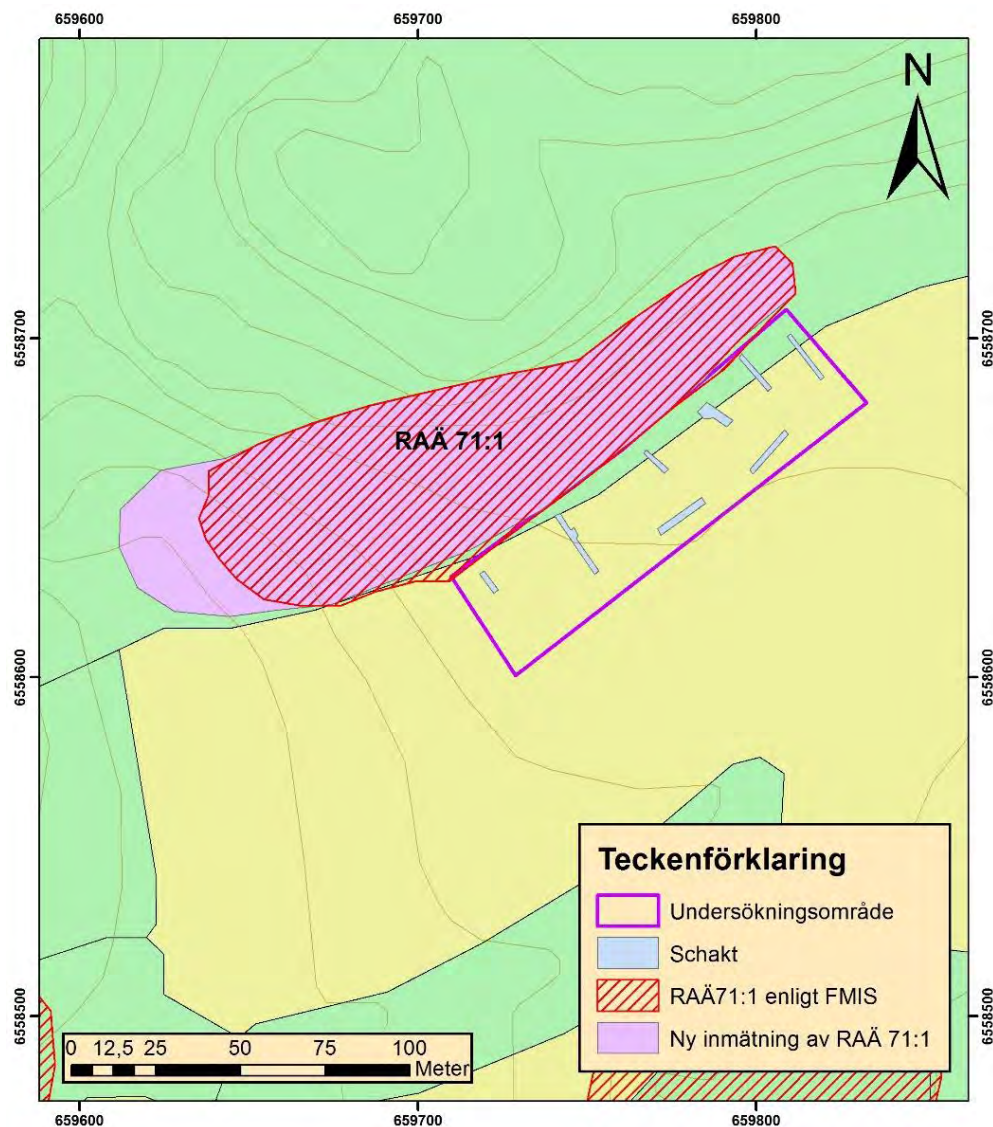 659600
659700
659800
N
6558700
6558700
RAÄ 71:1
6558600
6558600
Teckenförklaring
Undersökningsområde
Schakt
RAÄ71:1 enligt FMIS
Ny inmätning av RAÄ 71:1
6558500
6558500
0 12,5 25 50 75 100
Meter
659600
659700
659800